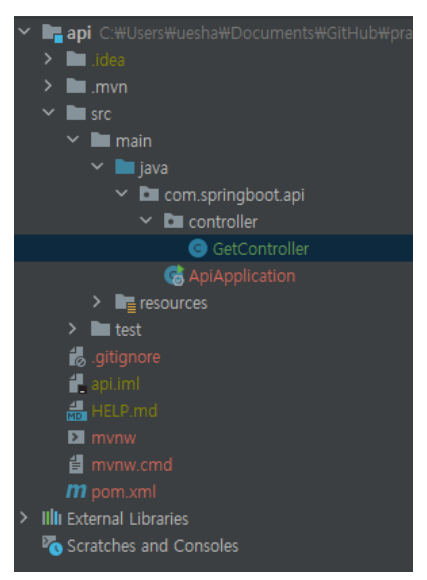 api C:₩Users₩uesha₩Documents₩GitHub₩pra
.idea
.mvn
src
main
java
com.springboot.api
controller
GetController
ApiApplication
resources
test
.gitignore
api.iml
HELP.md
mvnw
mvnw.cmd
pom.xml
External Libraries
Scratches and Consoles